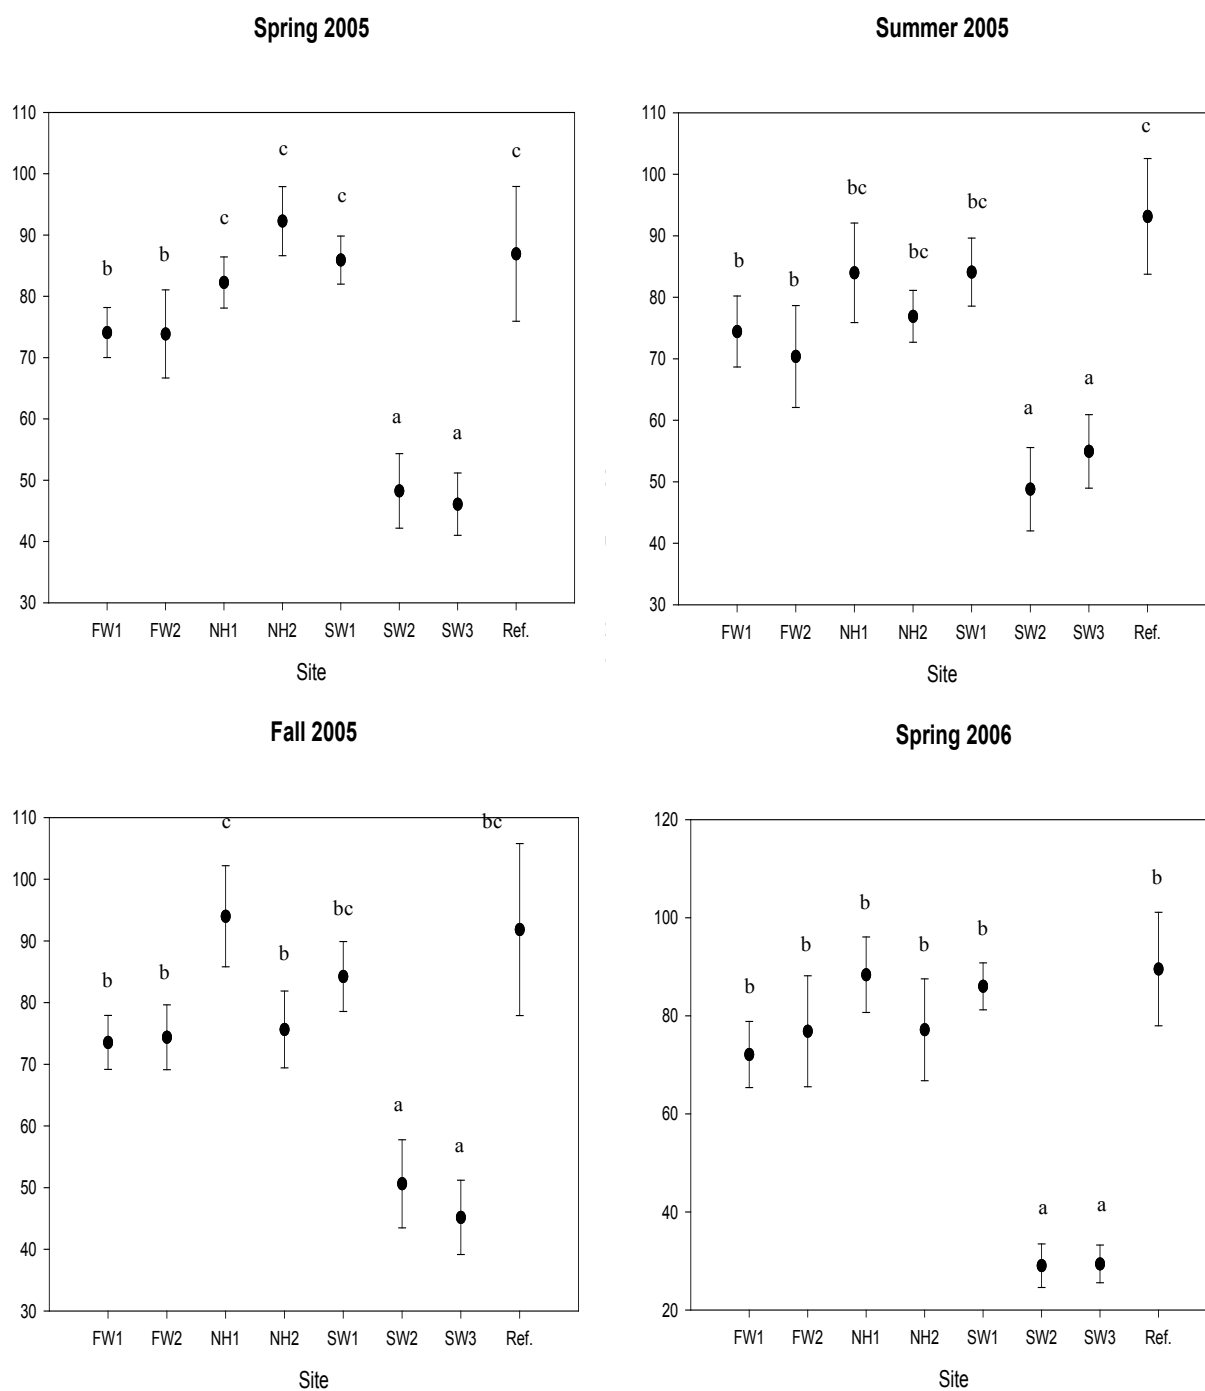 Spring 2005
Summer 2005
110
100
90
80
70
60
50
40
30
b
b
c
c
c
a
a
c
FW1 FW2 NH1 NH2 SW1 SW2 SW3 Ref.
Site
110
100
90
80
70
60
50
40
30
b
b
bc
bc
bc
a
a
c
FW1 FW2 NH1 NH2 SW1 SW2 SW3 Ref.
Site
Fall 2005
Spring 2006
110
100
90
80
70
60
50
40
30
b
b
c
b
bc
a
a
bc
FW1 FW2 NH1 NH2 SW1 SW2 SW3 Ref.
Site
120
100
80
60
40
20
b
b
b
b
b
a
a
b
FW1 FW2 NH1 NH2 SW1 SW2 SW3 Ref.
Site